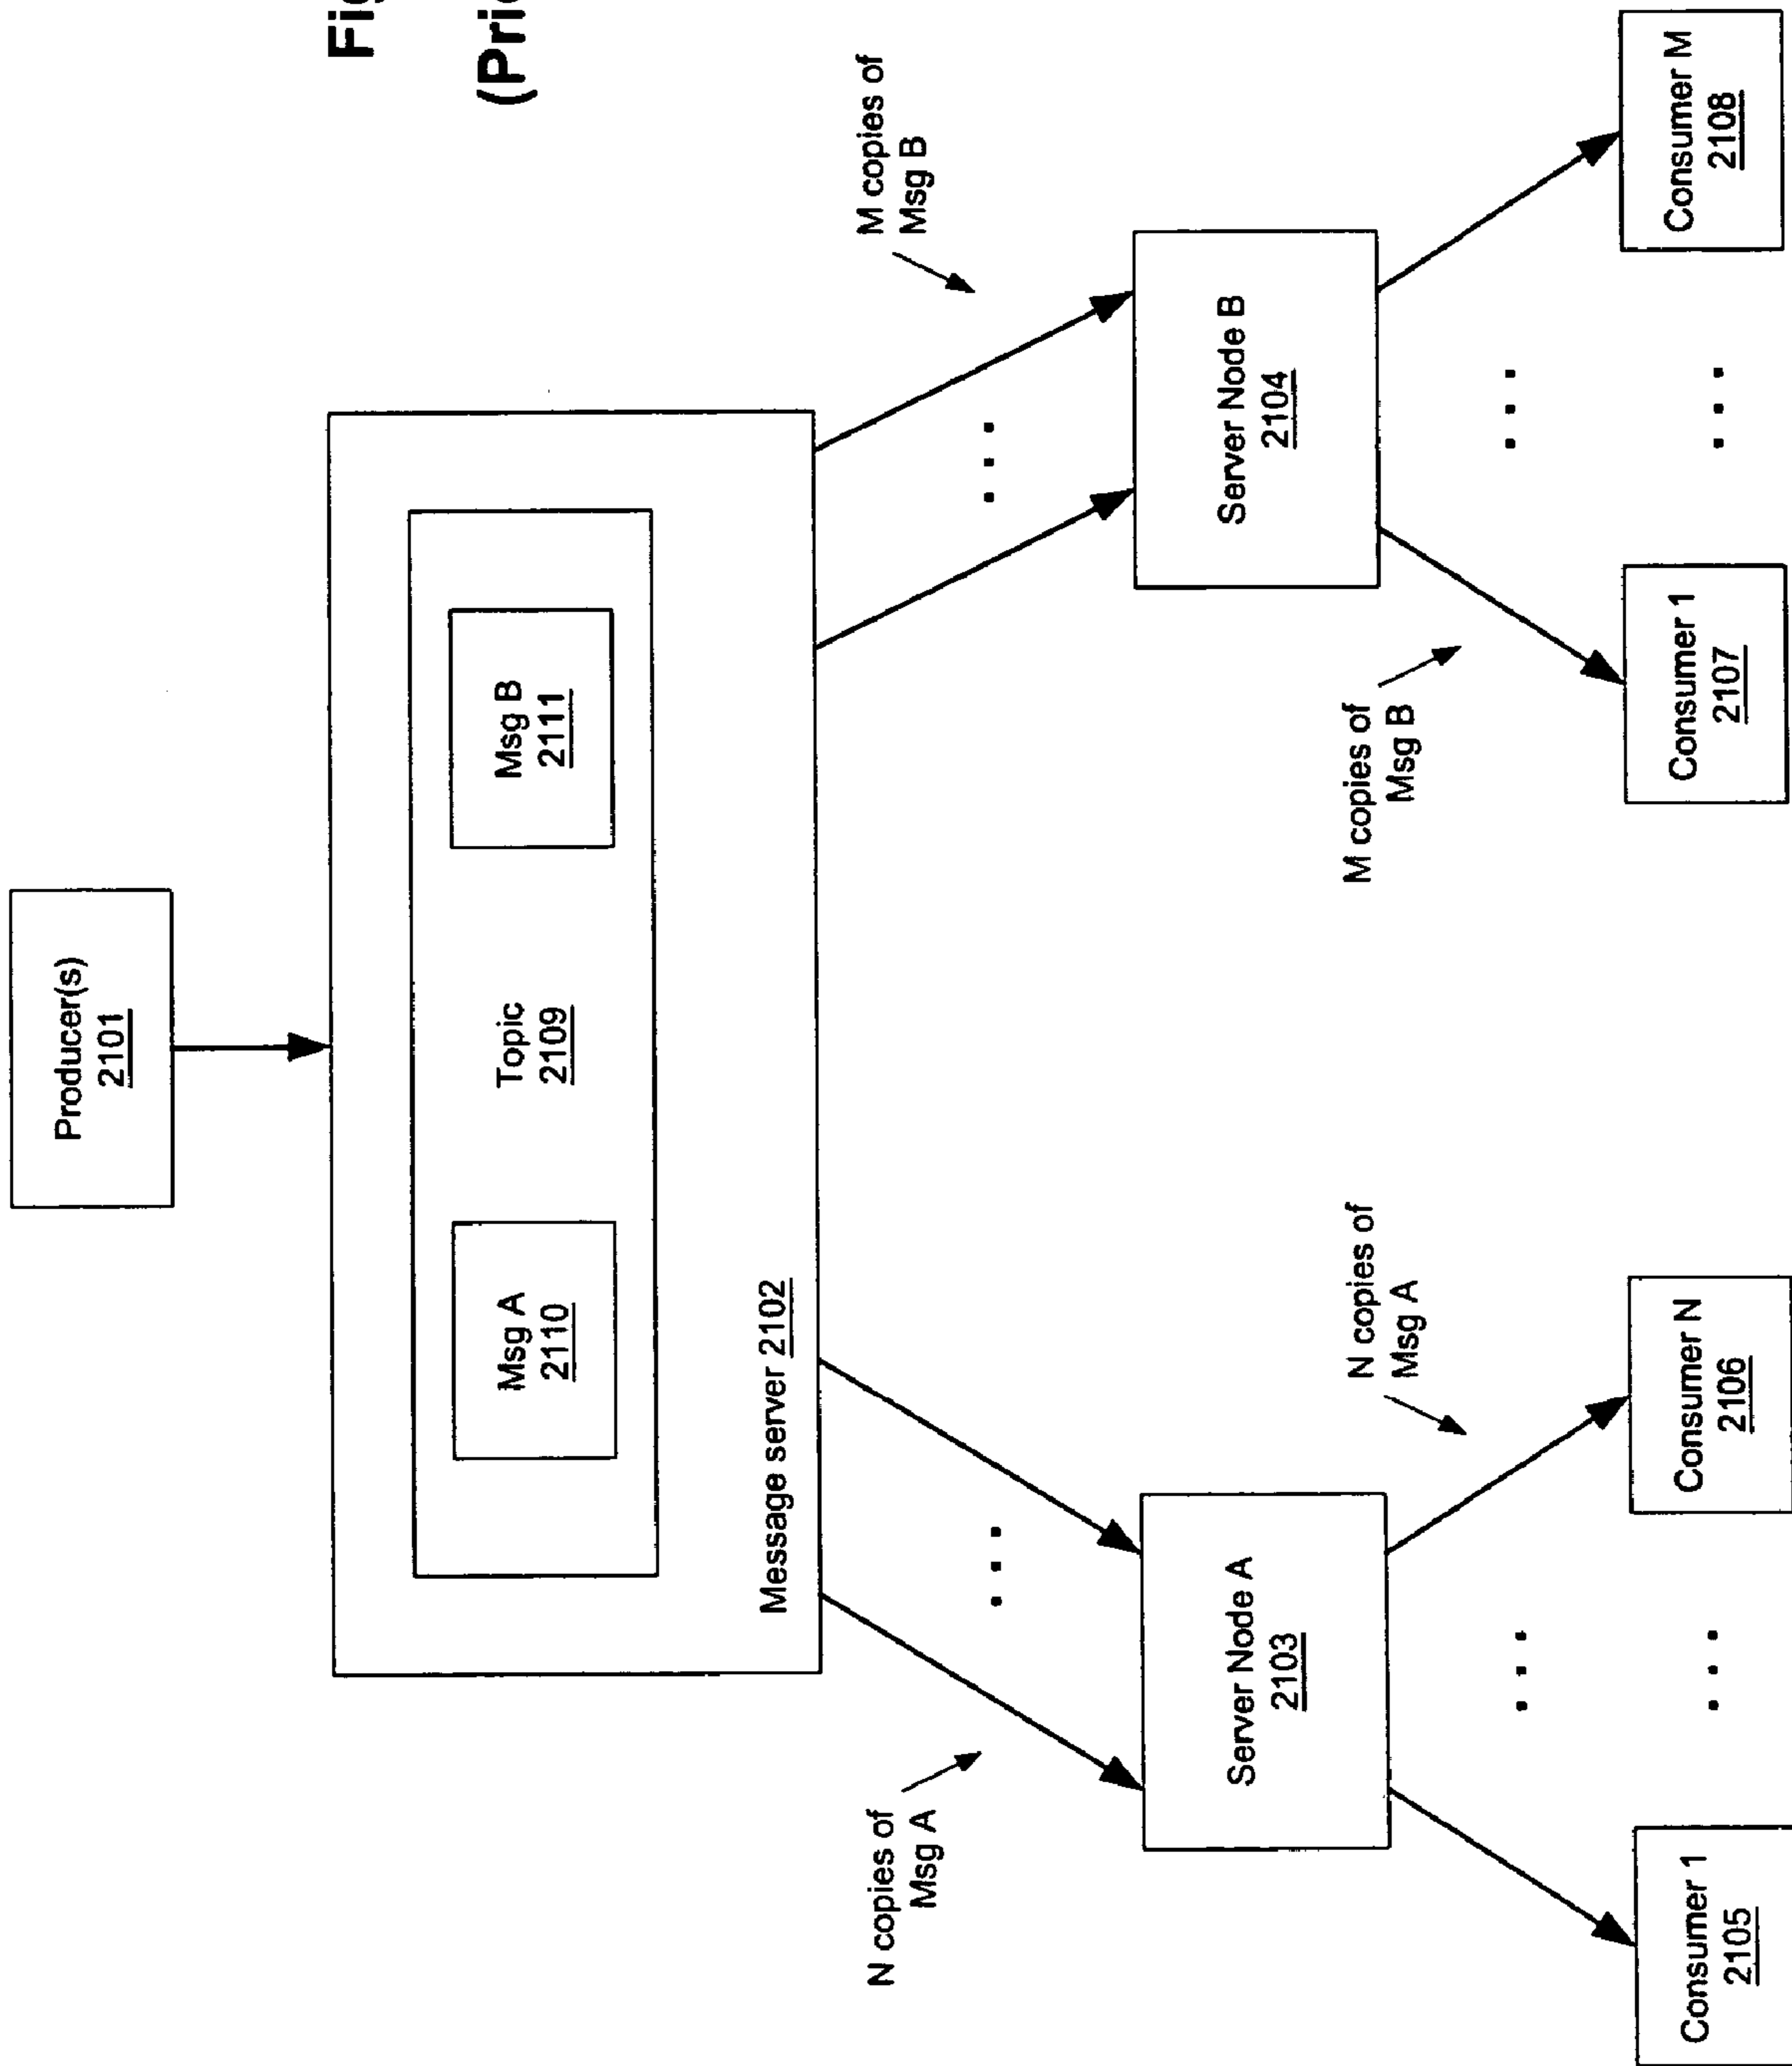 Fig
(Pri
Producer(s)
2101
Msg A
2110
Topic
2109
Msg B
2111
Message server 2102
N copies of
Msg A
M copies of
Msg B
Server Node A
2103
Server Node B
2104
N copies of
Msg A
M copies of
Msg B
Consumer 1
2105
Consumer N
2106
Consumer 1
2107
Consumer M
2108